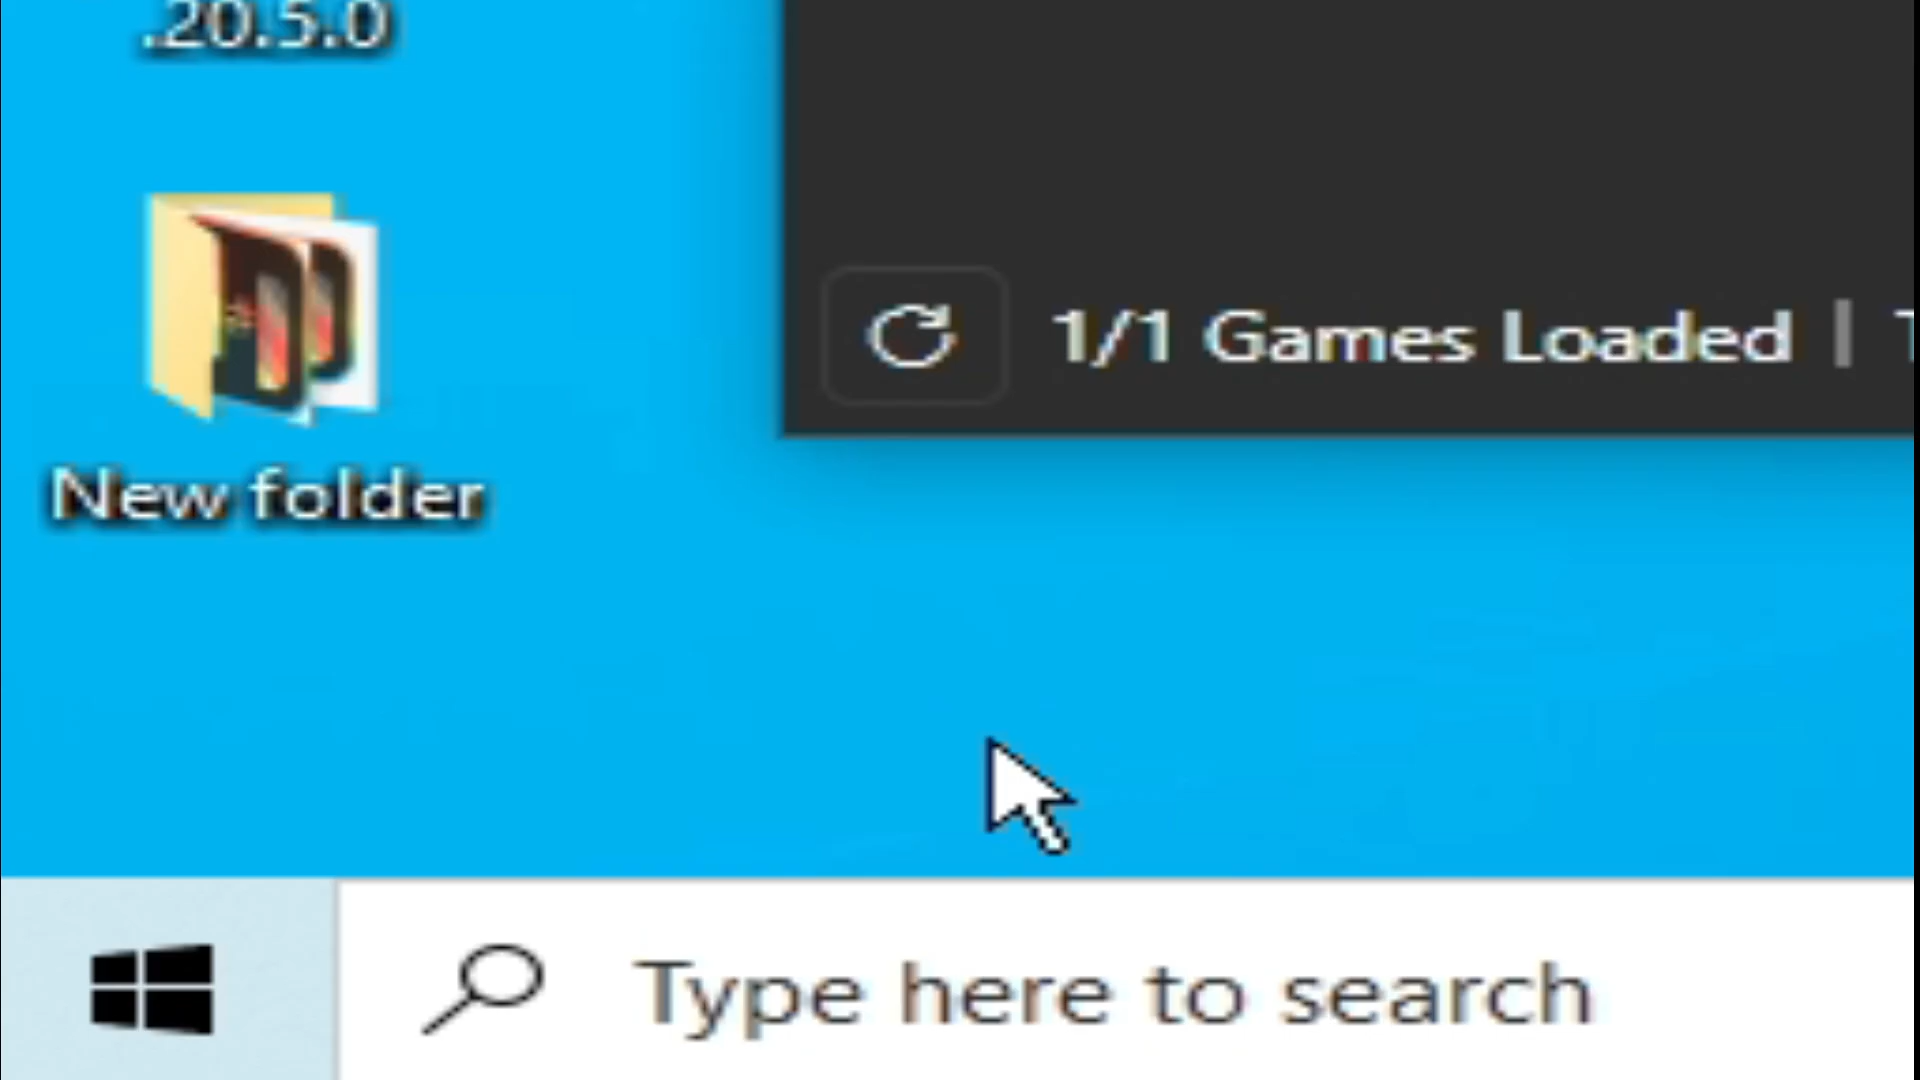 .20.5.0
1/1 Games Loaded |
New folder
Type here to search